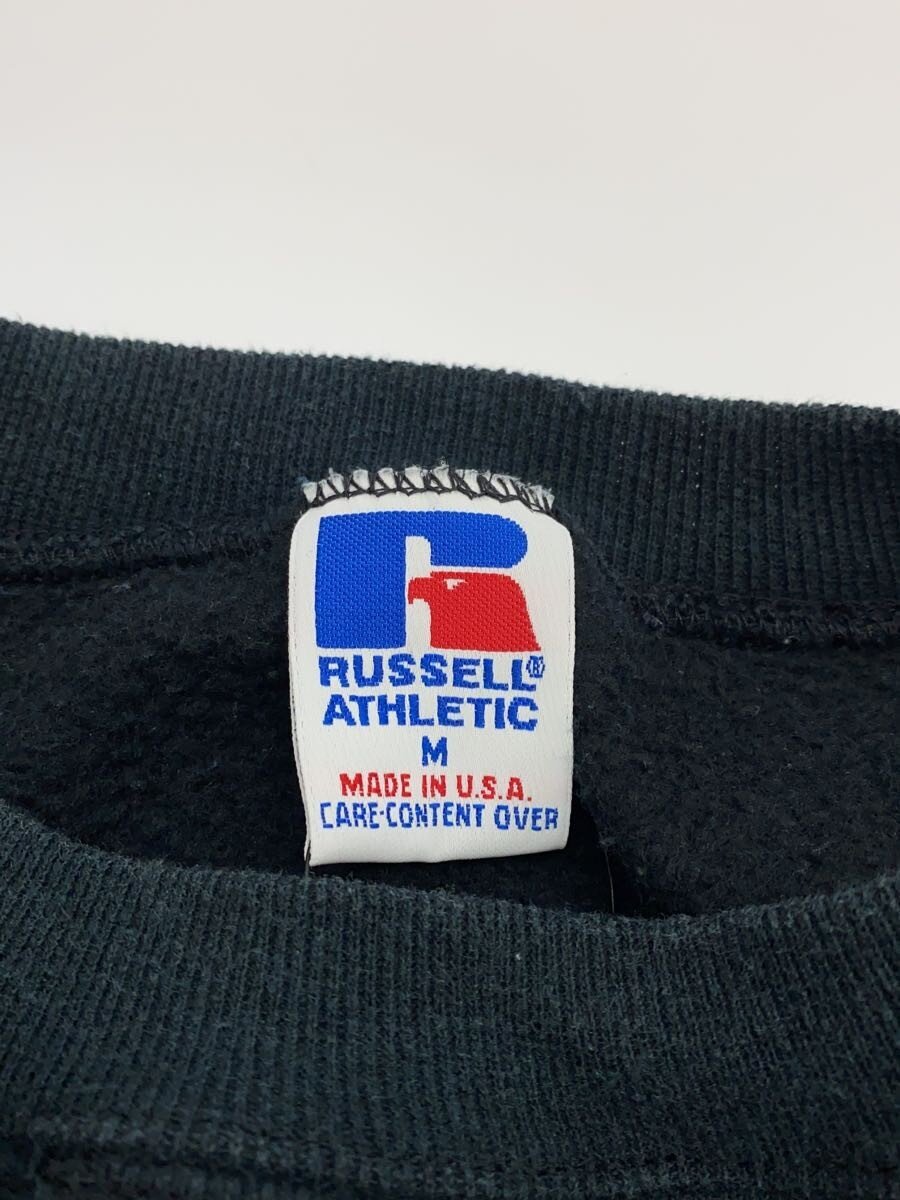 RUSSELL®
ATHLETIC
M
MADE IN U.S.A.
CARE-CONTENT OVER